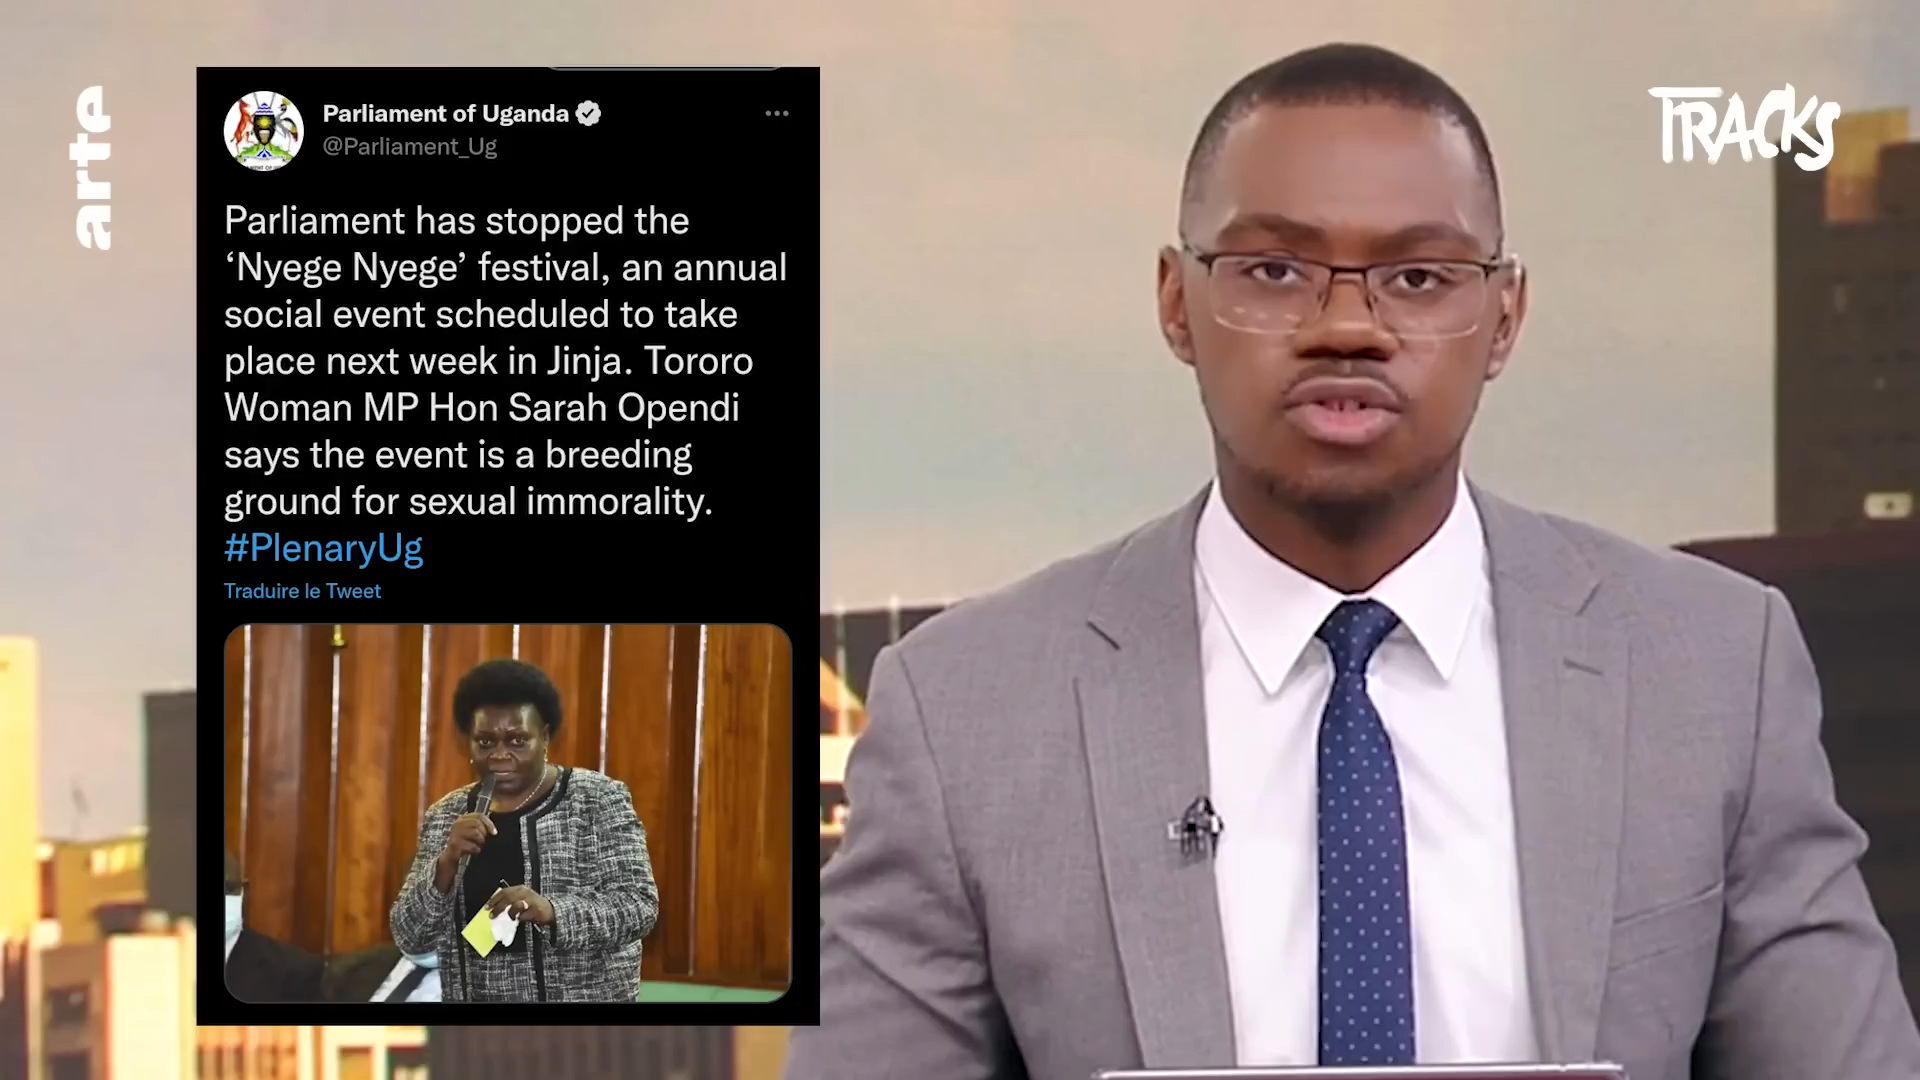 arte
TRACKS
Parliament of Uganda
@Parliament_Ug
Parliament has stopped the
‘Nyege Nyege’ festival, an annual
social event scheduled to take
place next week in Jinja. Tororo
Woman MP Hon Sarah Opendi
says the event is a breeding
ground for sexual immorality.
#PlenaryUg
Traduire le Tweet